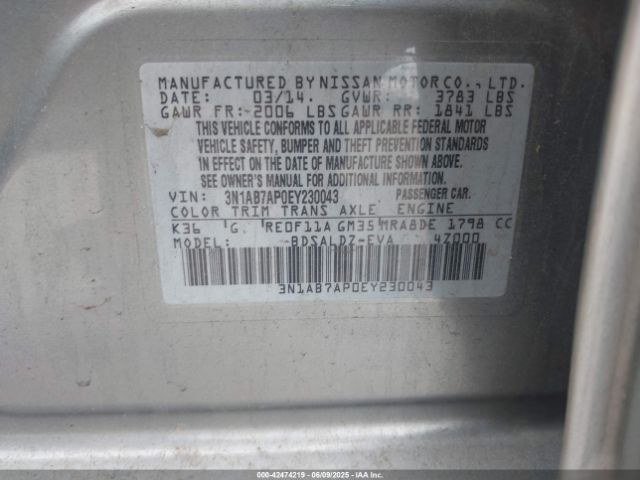 MANUFACTURED BY NISSAN MOTOR CO., LTD.
DATE: 03/14. GVWR: 3783 LBS
GAWR FR: 2006 LBS GAWR RR: 1841 LBS
THIS VEHICLE CONFORMS TO ALL APPLICABLE FEDERAL MOTOR
VEHICLE SAFETY, BUMPER AND THEFT PREVENTION STANDARDS
IN EFFECT ON THE DATE OF MANUFACTURE SHOWN ABOVE.
SEE OWNER'S MANUAL FOR ADDITIONAL INFORMATION.
VIN: 3N1AB7AP0EY230043 PASSENGER CAR.
COLOR TRIM TRANS AXLE ENGINE
K36 G. RE0F11A GM35 MRA8DE 1798 CC
MODEL: BDSALDZ-EVA 4Z000
3N1AB7AP0EY230043
000-42474219 | 06/09/2025 - IAAI.COM